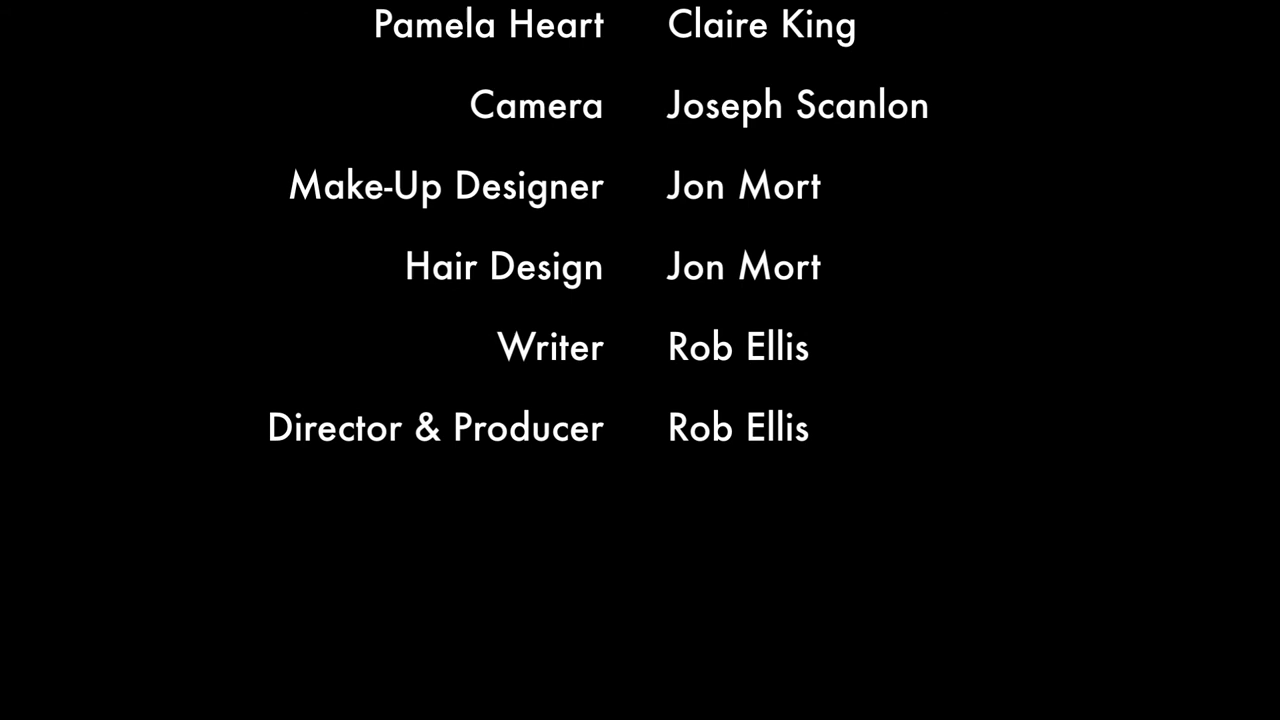 Pamela Heart Claire King
Camera Joseph Scanlon
Make-Up Designer Jon Mort
Hair Design Jon Mort
Writer Rob Ellis
Director & Producer Rob Ellis